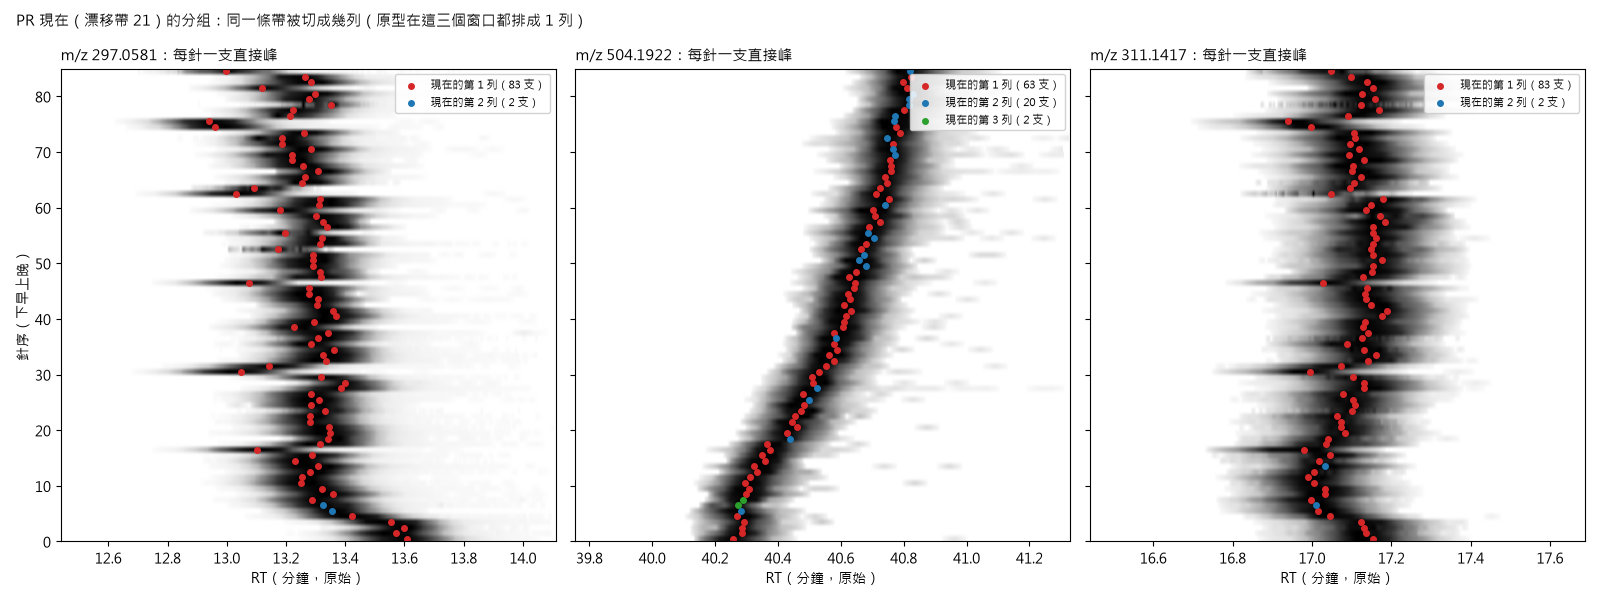 PR 現在（漂移帶 21）的分組：同一條帶被切成幾列（原型在這三個窗口都排成 1 列）
m/z 297.0581：每針一支直接峰
m/z 504.1922：每針一支直接峰
m/z 311.1417：每針一支直接峰
現在的第 1 列（83 支）
現在的第 2 列（2 支）
現在的第 1 列（63 支）
現在的第 2 列（20 支）
現在的第 3 列（2 支）
現在的第 1 列（83 支）
現在的第 2 列（2 支）
針序（下早上晚）
80
70
60
50
40
30
20
10
0
12.6 12.8 13.0 13.2 13.4 13.6 13.8 14.0
39.8 40.0 40.2 40.4 40.6 40.8 41.0 41.2
16.6 16.8 17.0 17.2 17.4 17.6
RT（分鐘，原始）
RT（分鐘，原始）
RT（分鐘，原始）